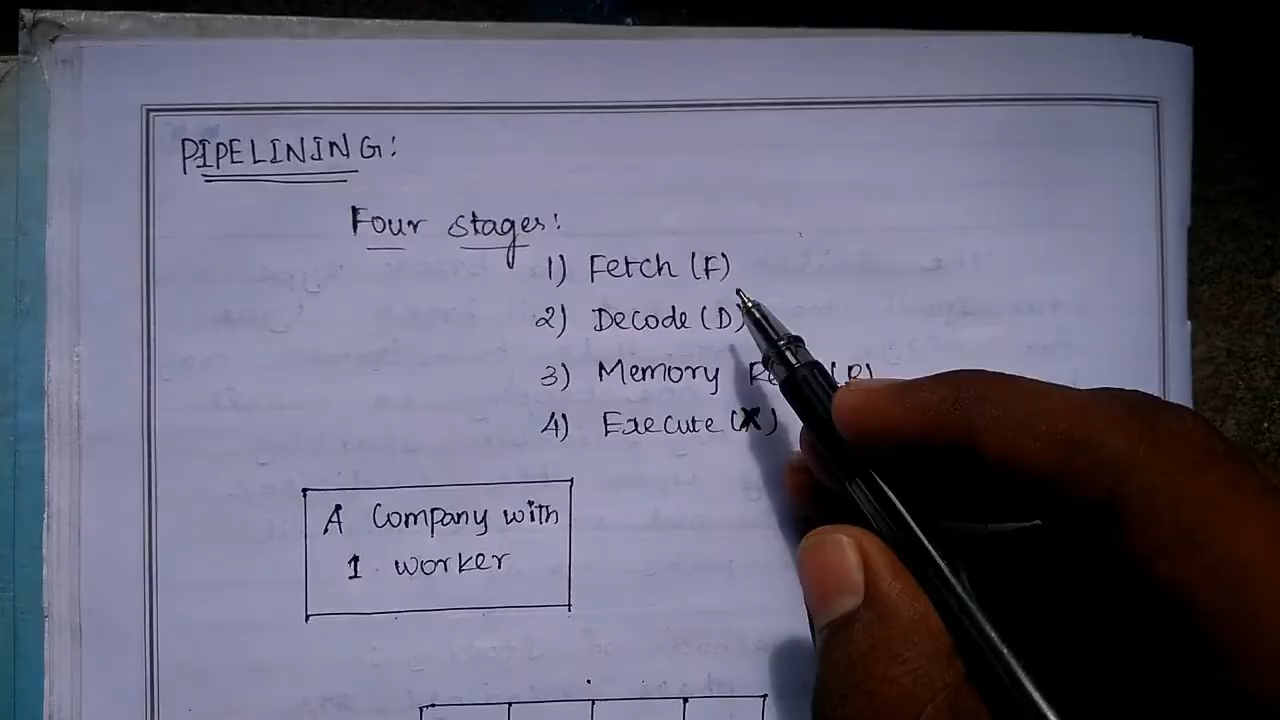 PIPELINING:
Four stages:
1) Fetch (F)
2) Decode (D)
3) Memory (R)
4) Execute (X)
A Company with
1 worker